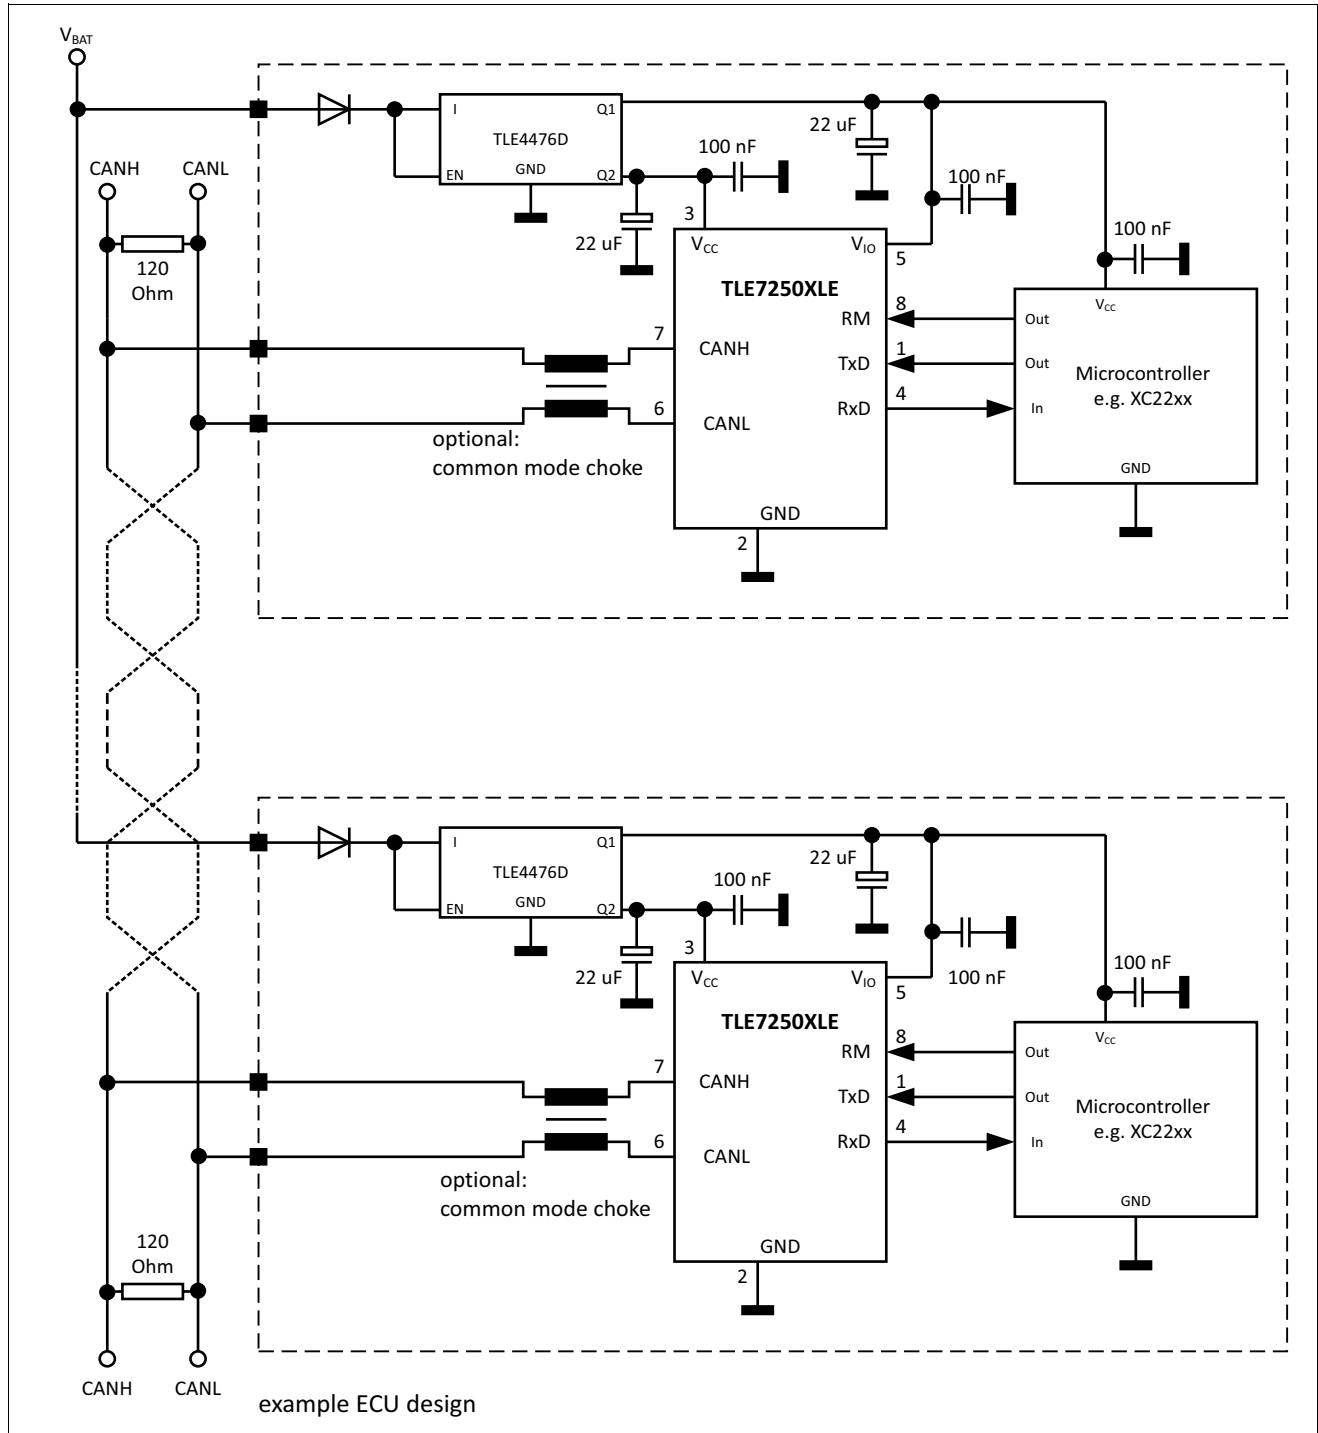 VBAT
CANH
CANL
120
Ohm
I
Q1
TLE4476D
EN
GND
Q2
22 uF
100 nF
22 uF
100 nF
100 nF
3
VCC
VIO
5
TLE7250XLE
RM
8
TxD
1
RxD
4
7
CANH
6
CANL
GND
2
optional:
common mode choke
VCC
Out
Out
In
Microcontroller
e.g. XC22xx
GND
I
Q1
TLE4476D
EN
GND
Q2
22 uF
100 nF
22 uF
100 nF
100 nF
3
VCC
VIO
5
TLE7250XLE
RM
8
TxD
1
RxD
4
7
CANH
6
CANL
GND
2
optional:
common mode choke
VCC
Out
Out
In
Microcontroller
e.g. XC22xx
GND
120
Ohm
CANH
CANL
example ECU design